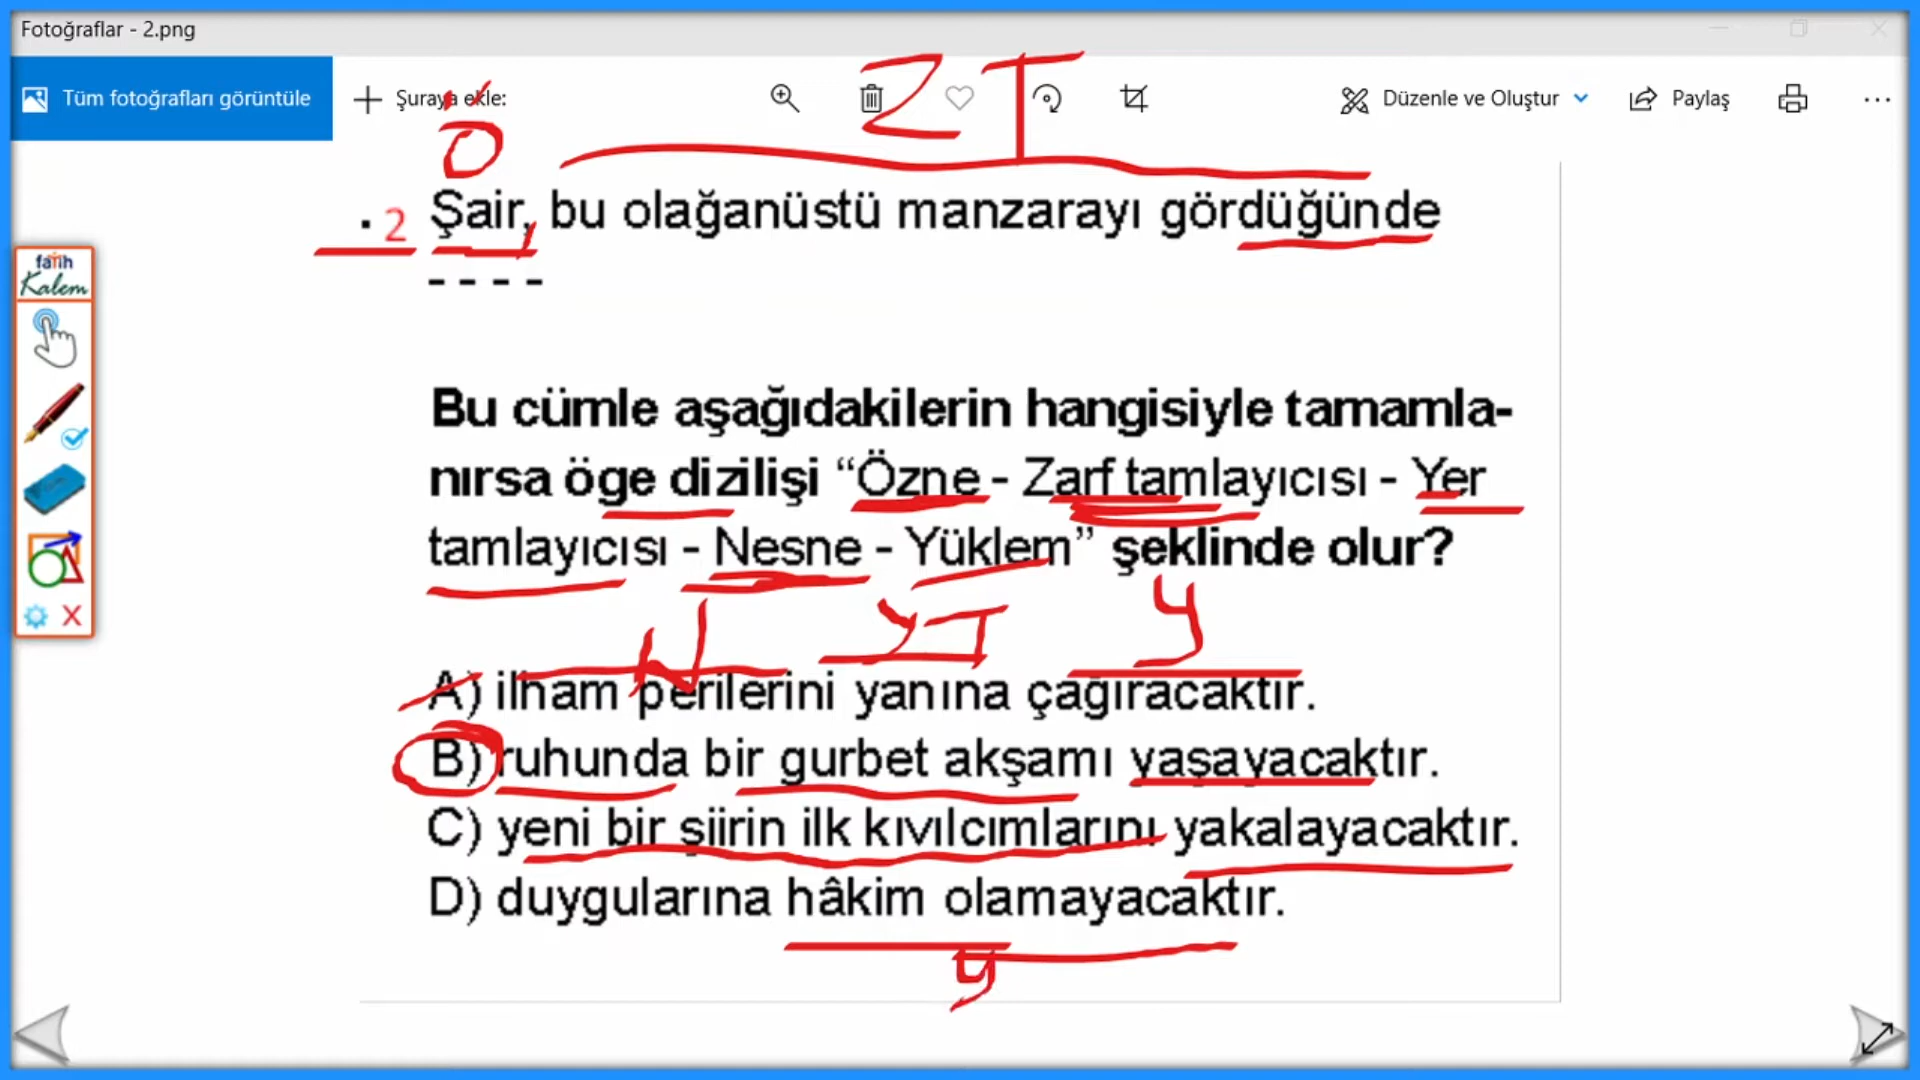 Fotoğraflar - 2.png
Tüm fotoğrafları görüntüle
Şuraya ekle:
Düzenle ve Oluştur
Paylaş
ZT
Ö
. 2 Şair, bu olağanüstü manzarayı gördüğünde
- - - -
fatih
Kalem
Bu cümle aşağıdakilerin hangisiyle tamamla-
nırsa öge dizilişi “Özne - Zarf tamlayıcısı - Yer
tamlayıcısı - Nesne - Yüklem” şeklinde olur?
N YT Y
A) ilham perilerini yanına çağıracaktır.
B) ruhunda bir gurbet akşamı yaşayacaktır.
C) yeni bir şiirin ilk kıvılcımlarını yakalayacaktır.
D) duygularına hâkim olamayacaktır.
y